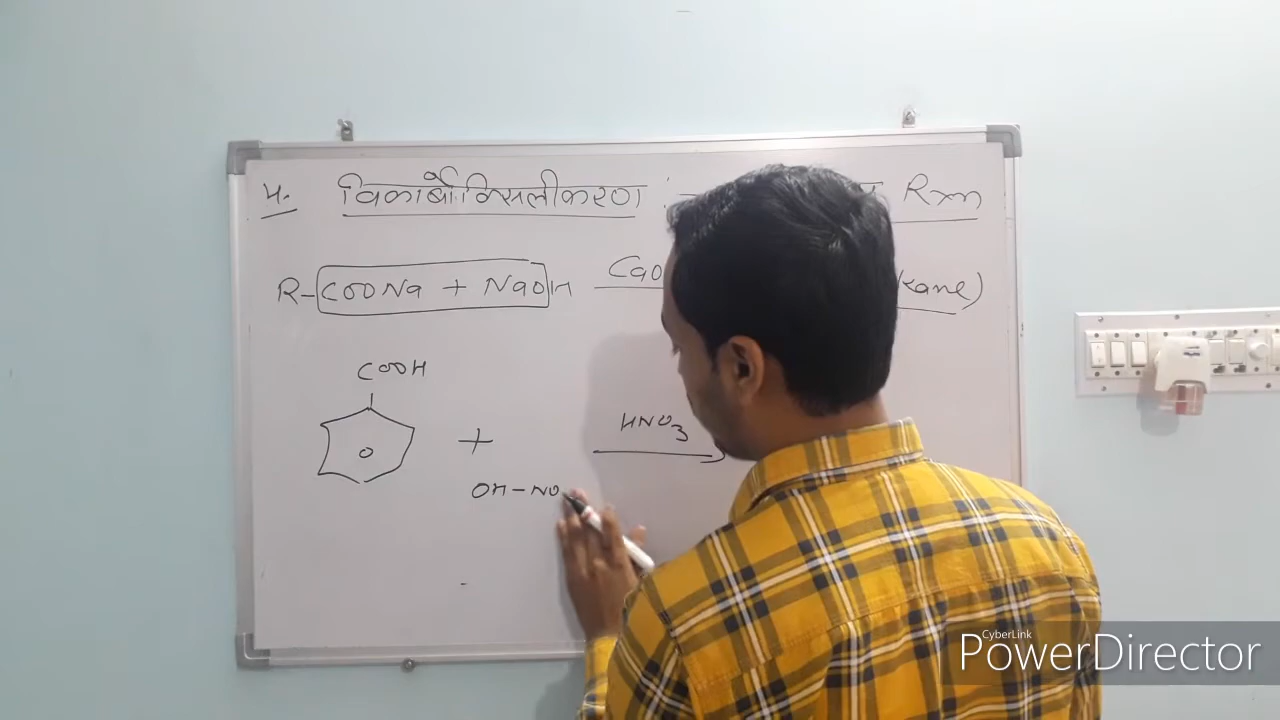 4. विकार्बोक्सिलीकरण :- Rxn
R-COONa + NaOH CaO kane)
COOH
+ HNO3
OH-NO
CyberLink
PowerDirector